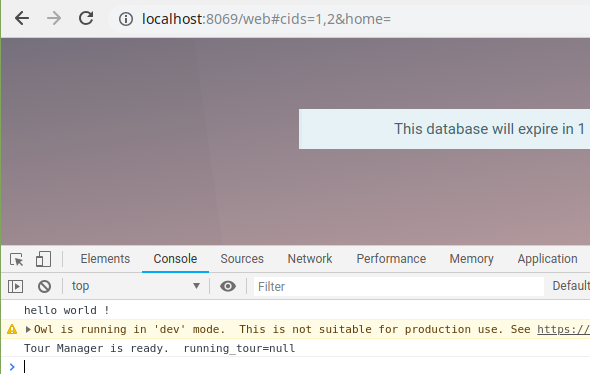 localhost:8069/web#cids=1,2&home=
This database will expire in 1
Elements Console Sources Network Performance Memory Application
top Filter Default
hello world !
Owl is running in 'dev' mode.  This is not suitable for production use. See https://
Tour Manager is ready.  running_tour=null